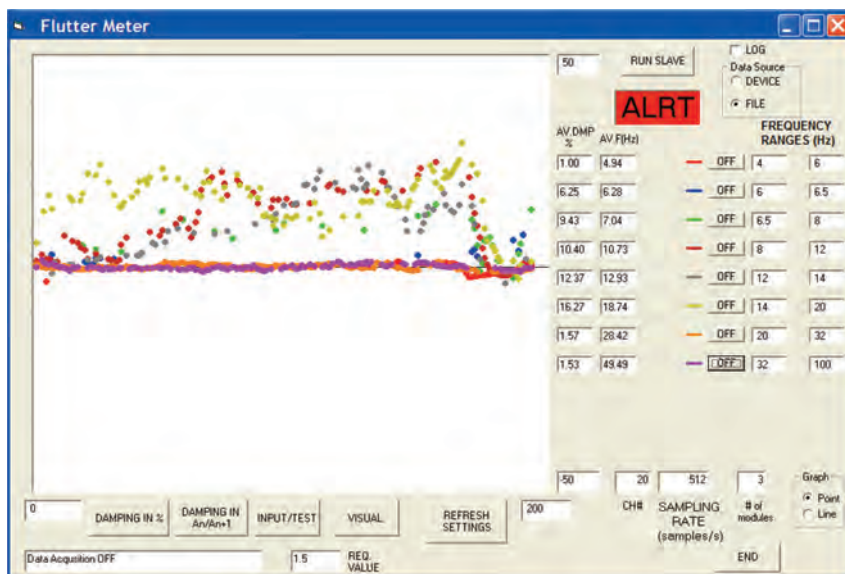 Flutter Meter
50
RUN SLAVE
LOG
Data Source
DEVICE
FILE
ALRT
AV.DMP %
AV.F(Hz)
FREQUENCY RANGES (Hz)
1.00 4.94 OFF 4 6
6.25 6.28 OFF 6 6.5
9.43 7.04 OFF 6.5 8
10.40 10.73 OFF 8 12
12.37 12.93 OFF 12 14
16.27 18.74 OFF 14 20
1.57 28.42 OFF 20 32
1.53 49.49 OFF 32 100
-50 20 512 3
CH# SAMPLING RATE (samples/s) # of modules
Graph
Point
Line
0
DAMPING IN %
DAMPING IN An/An+1
INPUT/TEST
VISUAL
REFRESH SETTINGS
200
Data Acqusition OFF
1.5
REQ. VALUE
END